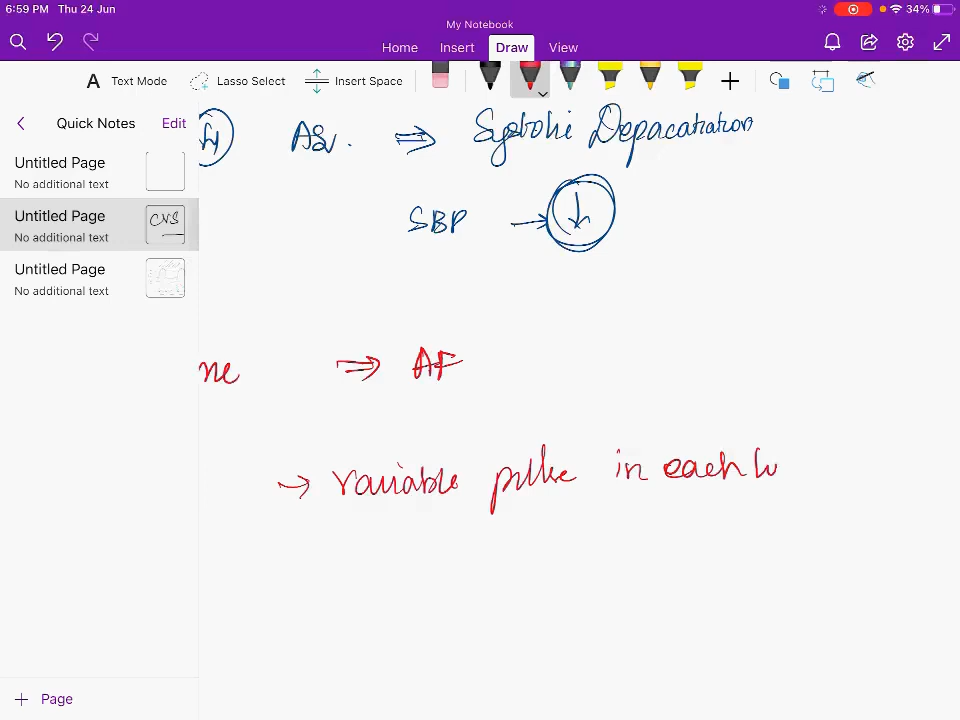 6:59 PM Thu 24 Jun
34%
My Notebook
Home Insert Draw View
Text Mode Lasso Select Insert Space
Quick Notes Edit
Untitled Page
No additional text
Untitled Page
No additional text
CNS
Untitled Page
No additional text
⇒ Systolic
SBP → ↓
ne ⇒ AF
→ variable pulse in each
+ Page